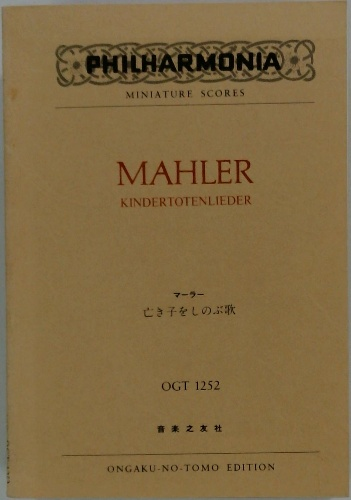 PHILHARMONIA
MINIATURE SCORES
MAHLER
KINDERTOTENLIEDER
マーラー
亡き子をしのぶ歌
OGT 1252
音楽之友社
ONGAKU-NO-TOMO EDITION